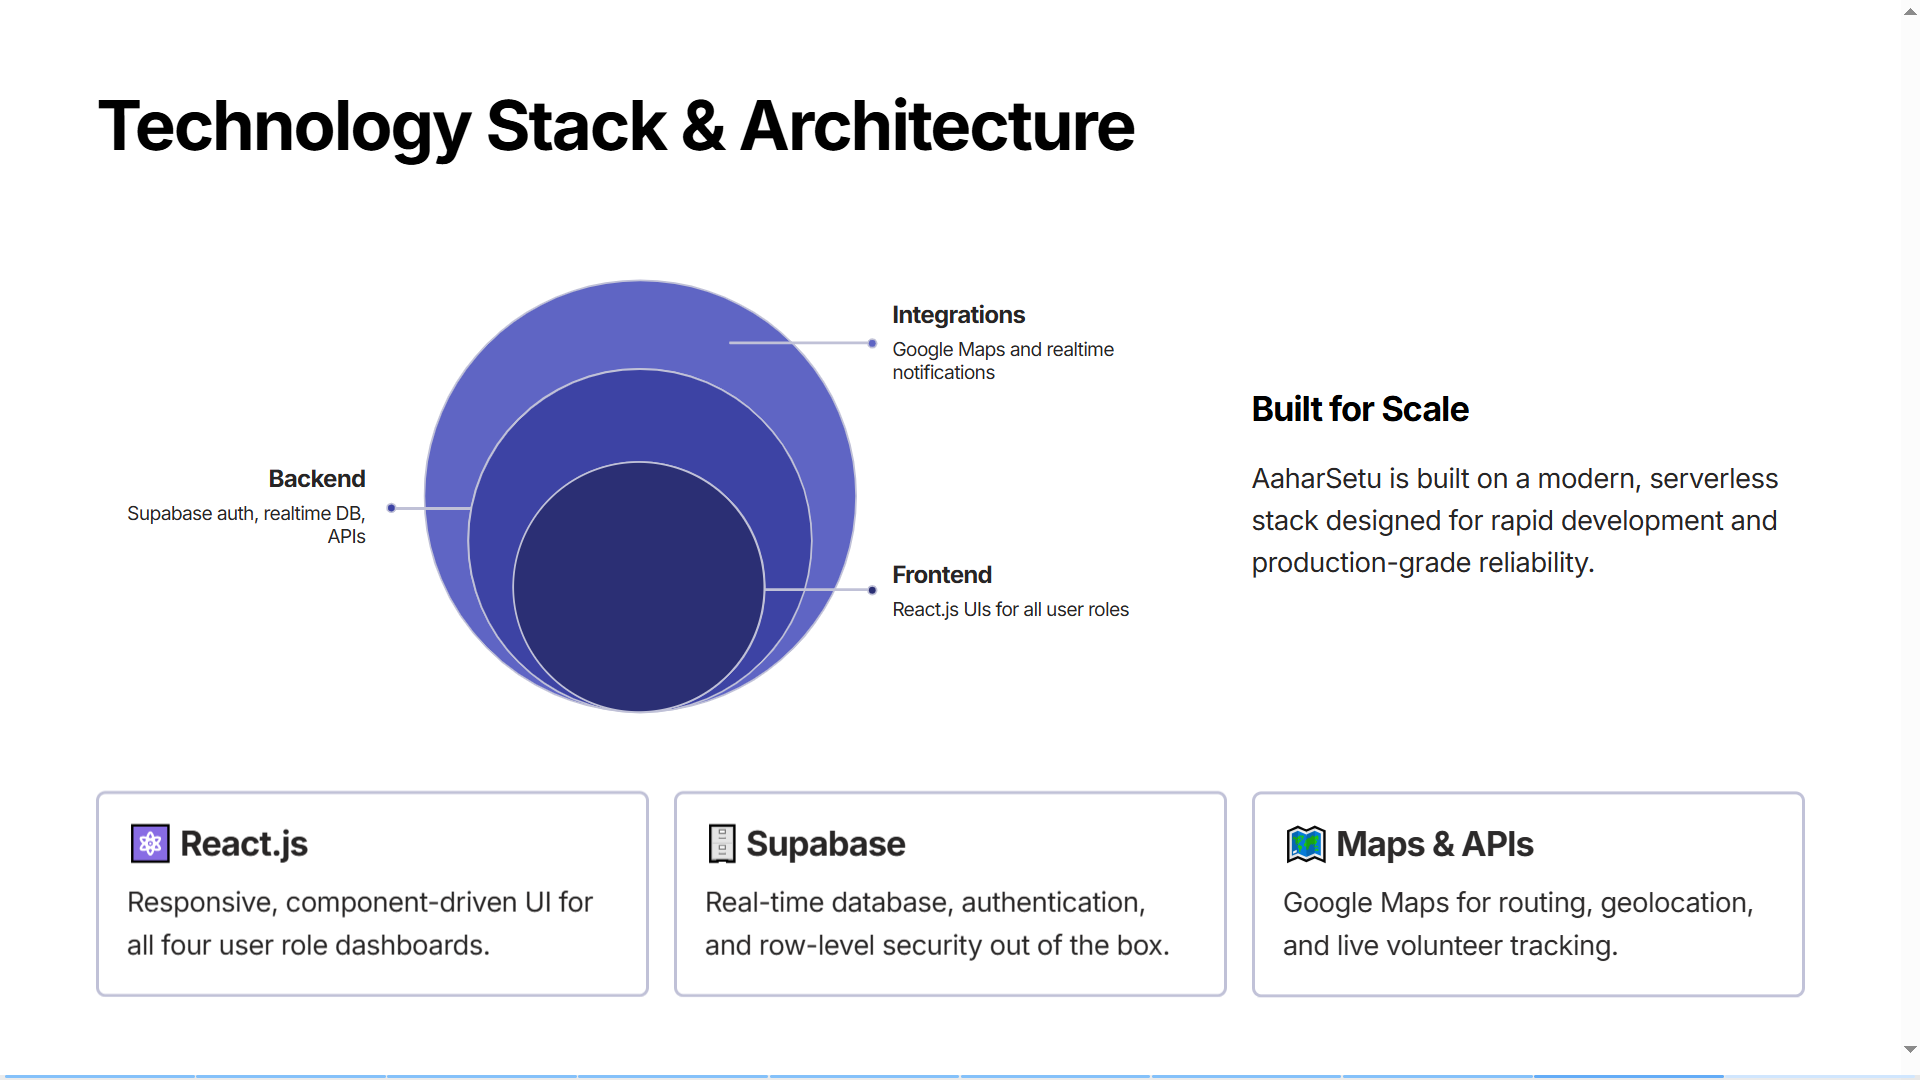 Technology Stack & Architecture
Integrations
Google Maps and realtime
notifications
Backend
Supabase auth, realtime DB,
APIs
Frontend
React.js UIs for all user roles
Built for Scale
AaharSetu is built on a modern, serverless
stack designed for rapid development and
production-grade reliability.
React.js
Responsive, component-driven UI for
all four user role dashboards.
Supabase
Real-time database, authentication,
and row-level security out of the box.
Maps & APIs
Google Maps for routing, geolocation,
and live volunteer tracking.